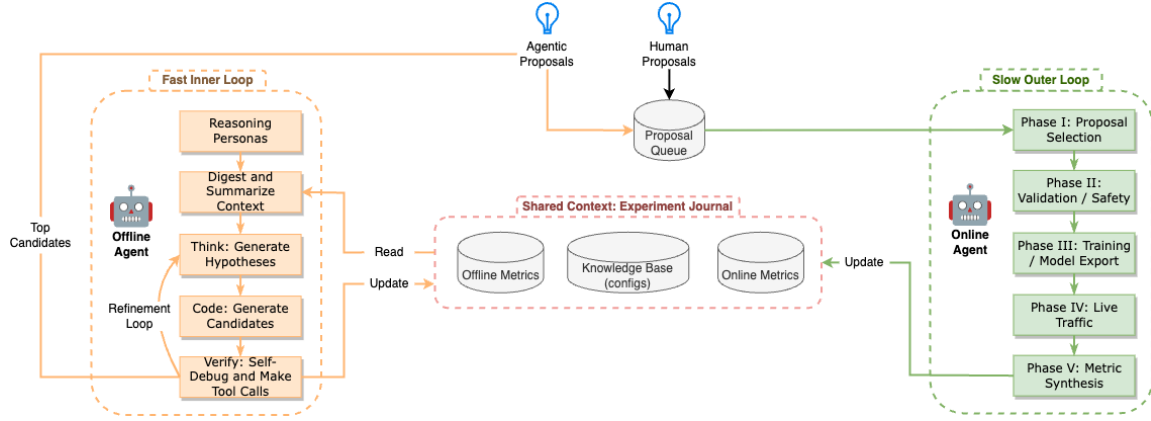 Agentic
Proposals
Human
Proposals
Fast Inner Loop
Slow Outer Loop
Reasoning
Personas
Digest and
Summarize
Context
Think: Generate
Hypotheses
Code: Generate
Candidates
Verify: Self-
Debug and Make
Tool Calls
Offline
Agent
Refinement
Loop
Top
Candidates
Proposal
Queue
Shared Context: Experiment Journal
Offline Metrics
Knowledge Base
(configs)
Online Metrics
Read
Update
Update
Online
Agent
Phase I: Proposal
Selection
Phase II:
Validation / Safety
Phase III: Training
/ Model Export
Phase IV: Live
Traffic
Phase V: Metric
Synthesis